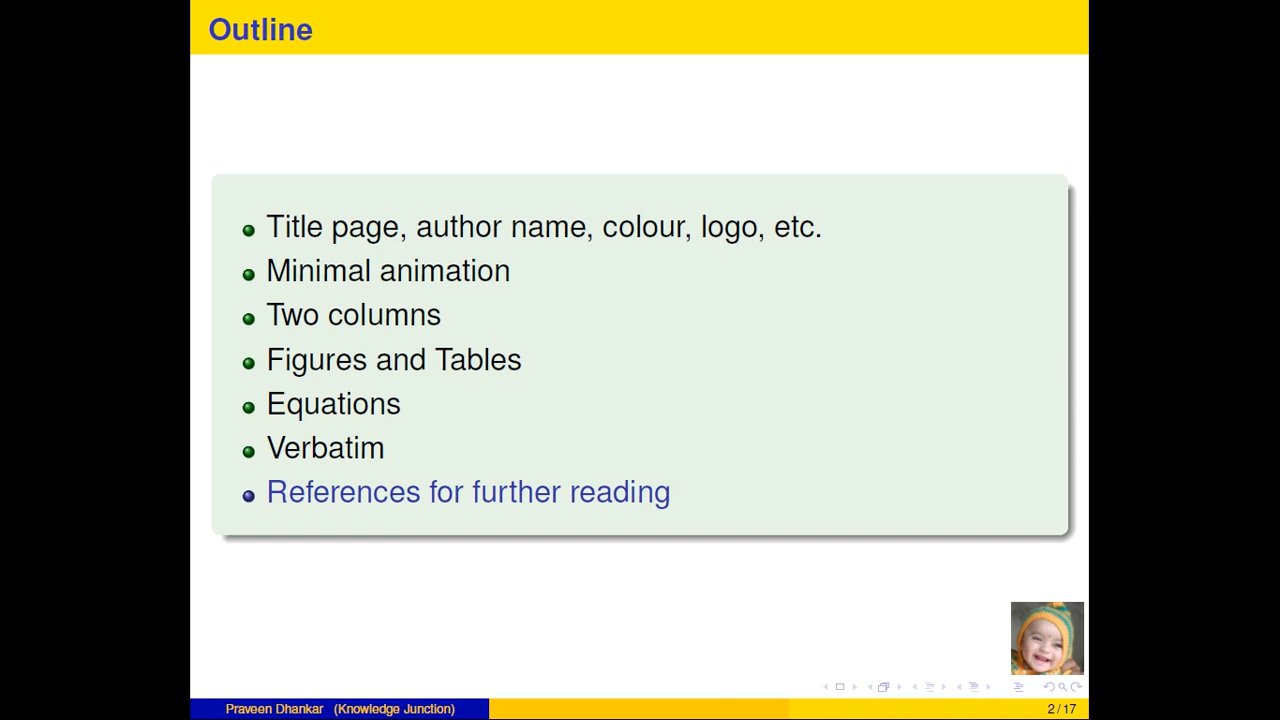 Outline
Title page, author name, colour, logo, etc.
Minimal animation
Two columns
Figures and Tables
Equations
Verbatim
References for further reading
Praveen Dhankar (Knowledge Junction)
2 / 17